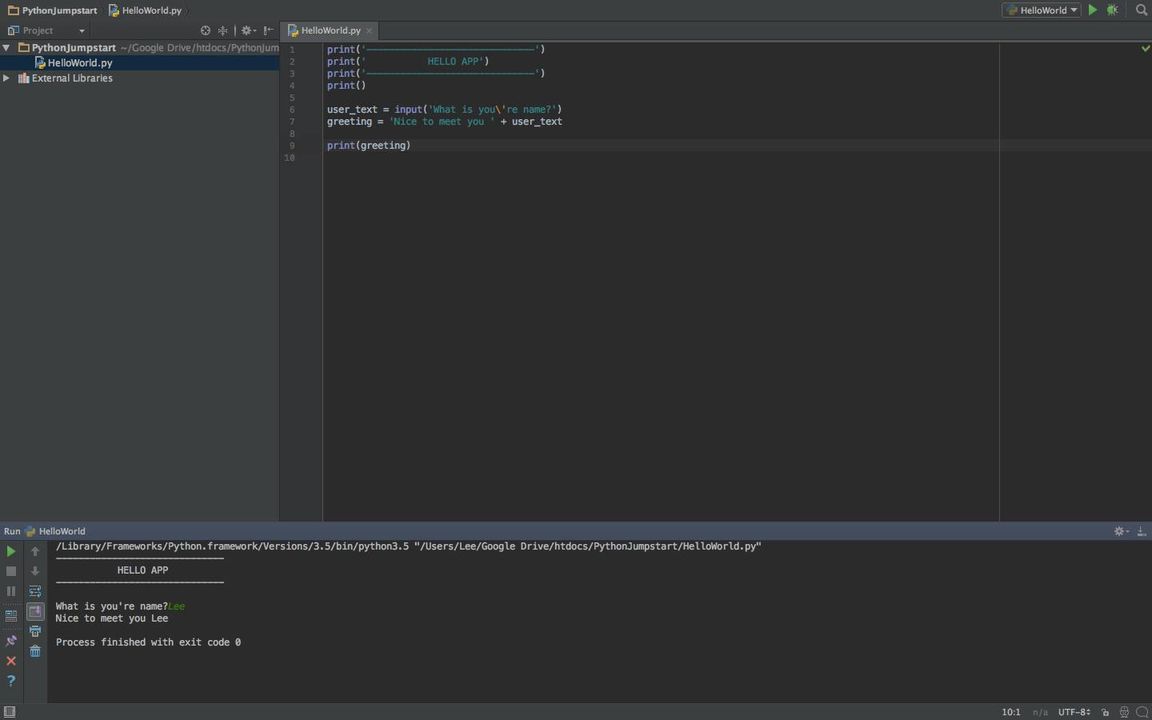 PythonJumpstart HelloWorld.py HelloWorld
Project HelloWorld.py
PythonJumpstart ~/Google Drive/htdocs/PythonJum
HelloWorld.py
External Libraries
1 print('------------------------------')
2 print('           HELLO APP')
3 print('------------------------------')
4 print()
5
6 user_text = input('What is you\'re name?')
7 greeting = 'Nice to meet you ' + user_text
8
9 print(greeting)
10
Run HelloWorld
/Library/Frameworks/Python.framework/Versions/3.5/bin/python3.5 "/Users/Lee/Google Drive/htdocs/PythonJumpstart/HelloWorld.py"
------------------------------
           HELLO APP
------------------------------
What is you're name?Lee
Nice to meet you Lee
Process finished with exit code 0
10:1 n/a UTF-8